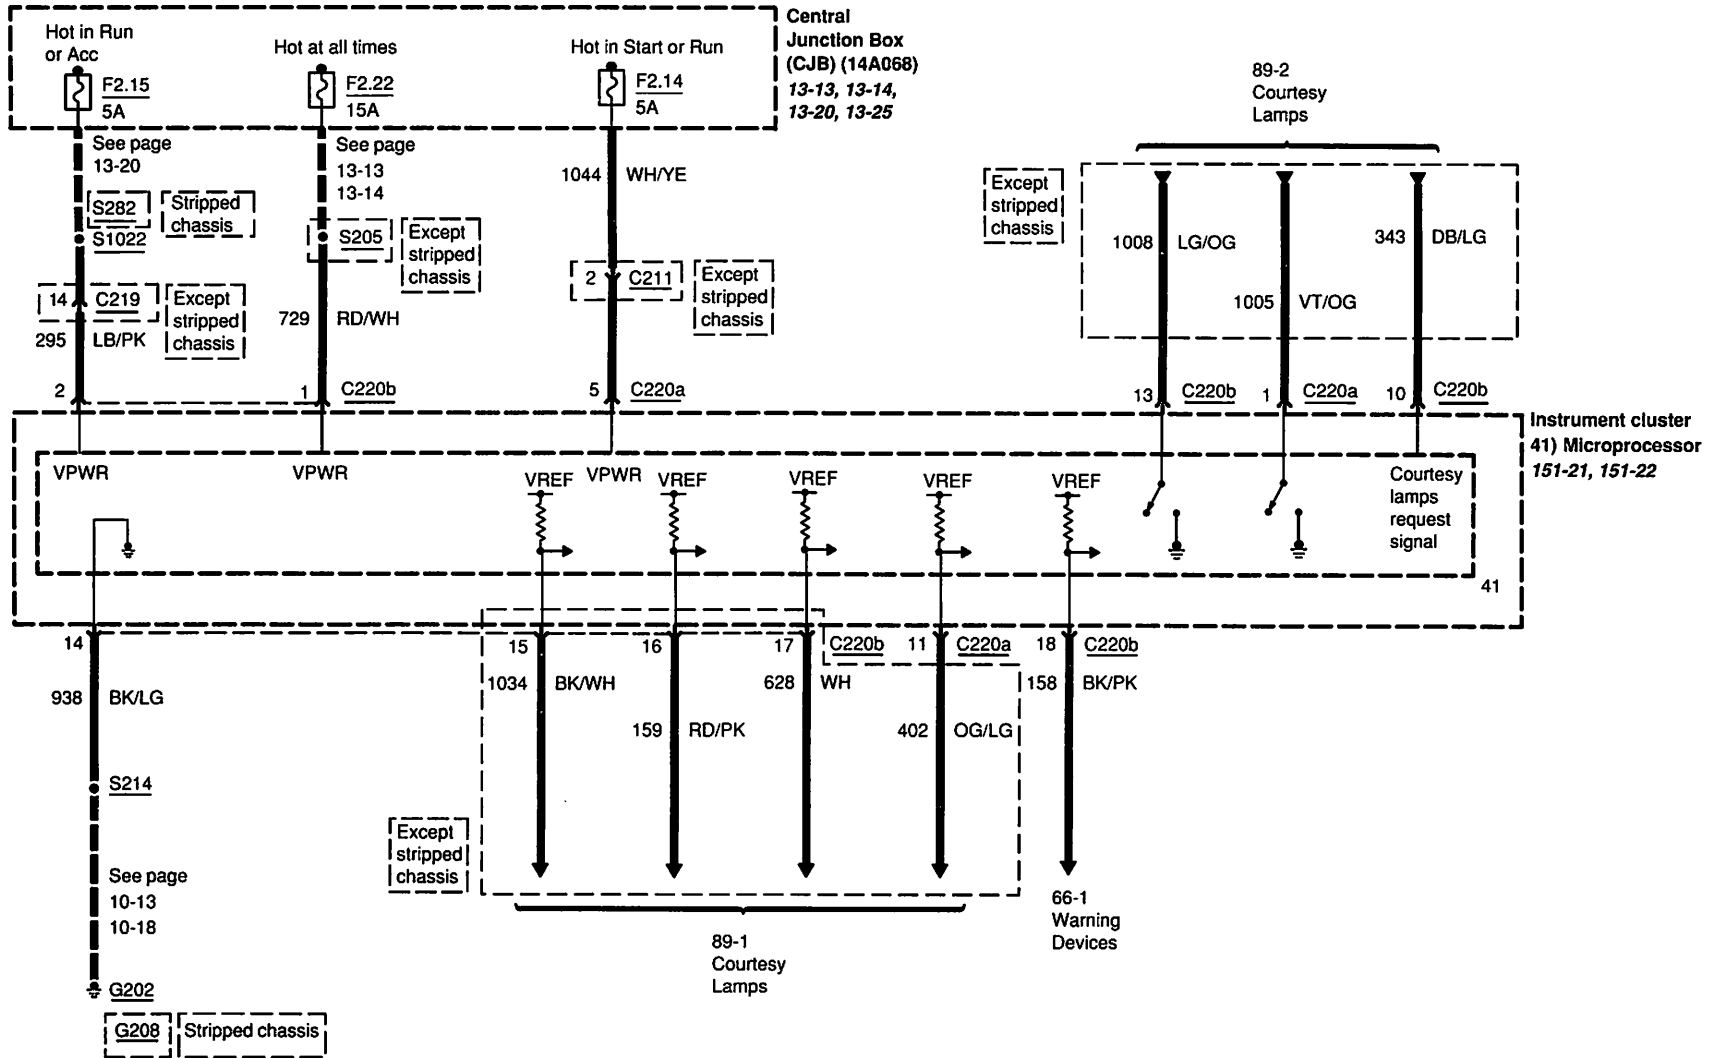 Hot in Run
or Acc
F2.15
5A
Hot at all times
F2.22
15A
Hot in Start or Run
F2.14
5A
Central
Junction Box
(CJB) (14A068)
13-13, 13-14,
13-20, 13-25
89-2
Courtesy
Lamps
See page
13-20
S282
Stripped
chassis
S1022
14
C219
Except
stripped
chassis
295
LB/PK
2
See page
13-13
13-14
S205
Except
stripped
chassis
729
RD/WH
1
C220b
1044
WH/YE
2
C211
Except
stripped
chassis
5
C220a
Except
stripped
chassis
1008
LG/OG
1005
VT/OG
343
DB/LG
13
C220b
1
C220a
10
C220b
Instrument cluster
41) Microprocessor
151-21, 151-22
VPWR
VPWR
VREF
VPWR
VREF
VREF
VREF
VREF
Courtesy
lamps
request
signal
41
14
15
16
17
C220b
11
C220a
18
C220b
938
BK/LG
1034
BK/WH
159
RD/PK
628
WH
402
OG/LG
158
BK/PK
S214
See page
10-13
10-18
G202
G208
Stripped chassis
Except
stripped
chassis
89-1
Courtesy
Lamps
66-1
Warning
Devices